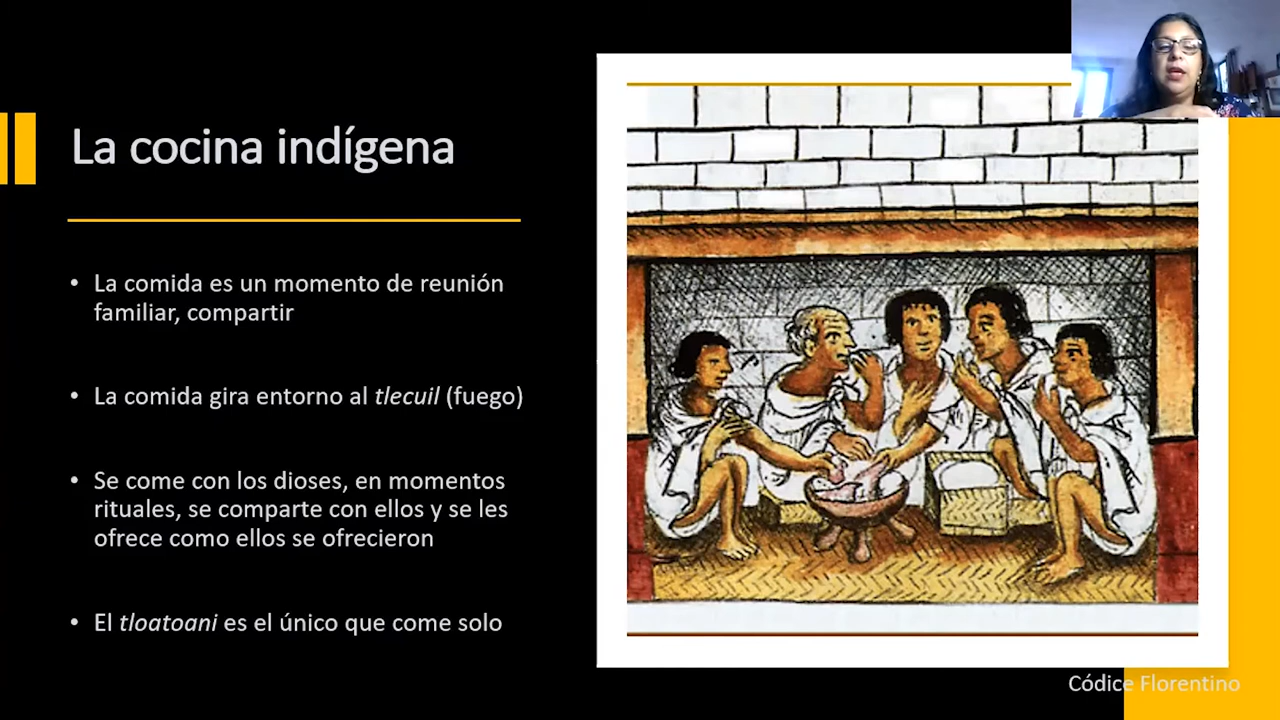 La cocina indígena
• La comida es un momento de reunión
familiar, compartir
• La comida gira entorno al tlecuil (fuego)
• Se come con los dioses, en momentos
rituales, se comparte con ellos y se les
ofrece como ellos se ofrecieron
• El tloatoani es el único que come solo
Códice Florentino